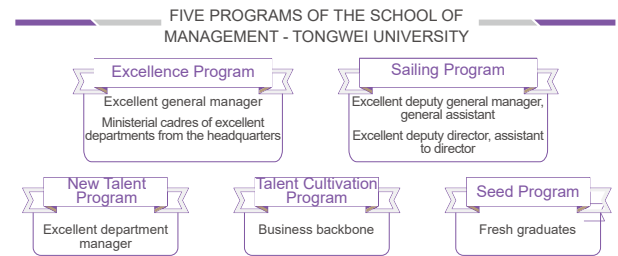 FIVE PROGRAMS OF THE SCHOOL OF
MANAGEMENT - TONGWEI UNIVERSITY
Excellence Program
Excellent general manager
Ministerial cadres of excellent
departments from the headquarters
Sailing Program
Excellent deputy general manager,
general assistant
Excellent deputy director, assistant
to director
New Talent
Program
Excellent department
manager
Talent Cultivation
Program
Business backbone
Seed Program
Fresh graduates